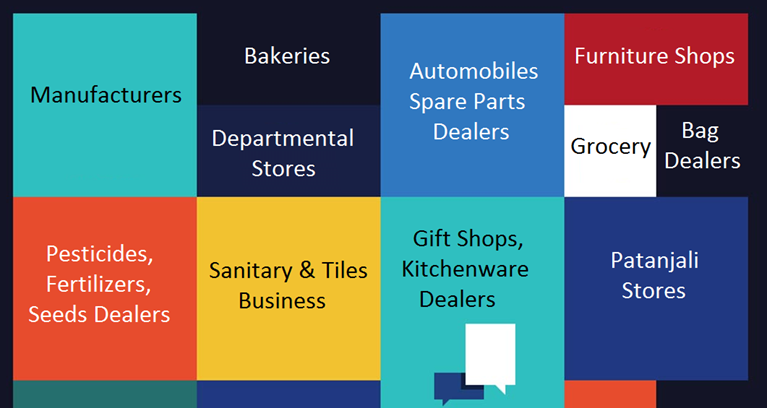 Manufacturers
Bakeries
Departmental
Stores
Automobiles
Spare Parts
Dealers
Furniture Shops
Grocery
Bag
Dealers
Pesticides,
Fertilizers,
Seeds Dealers
Sanitary & Tiles
Business
Gift Shops,
Kitchenware
Dealers
Patanjali
Stores